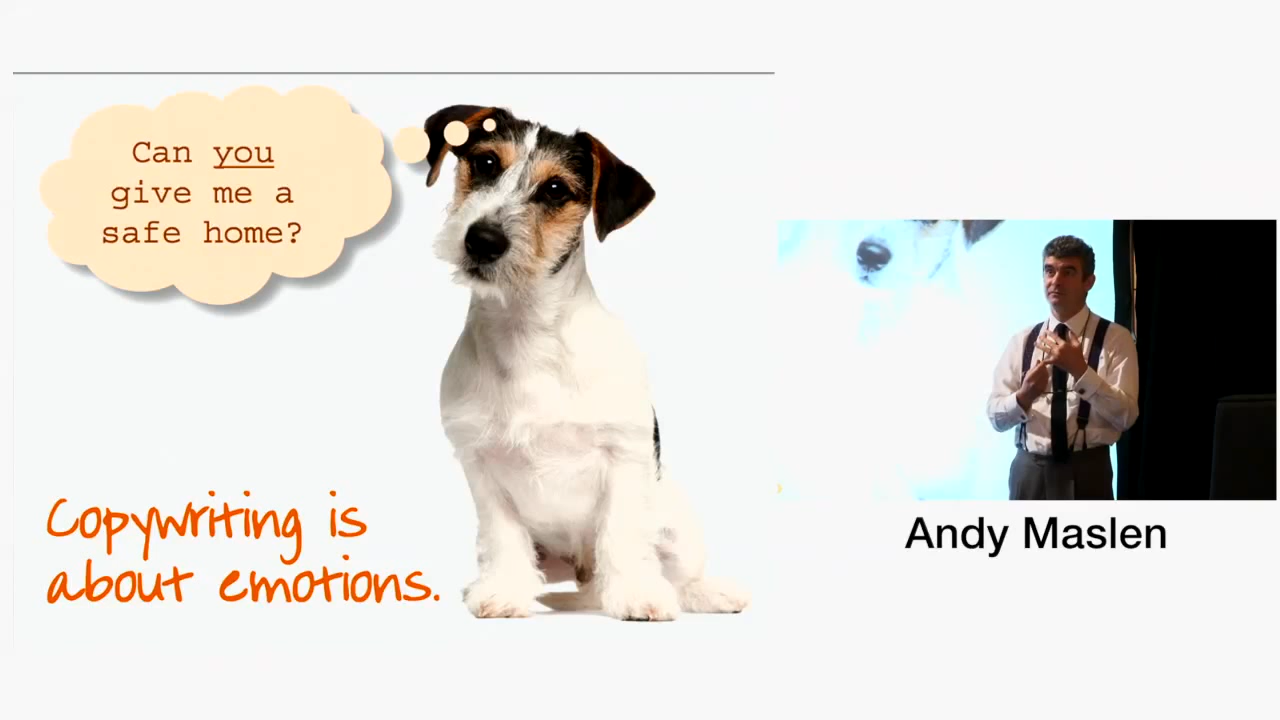 Can you
give me a
safe home?
Copywriting is
about emotions.
Andy Maslen